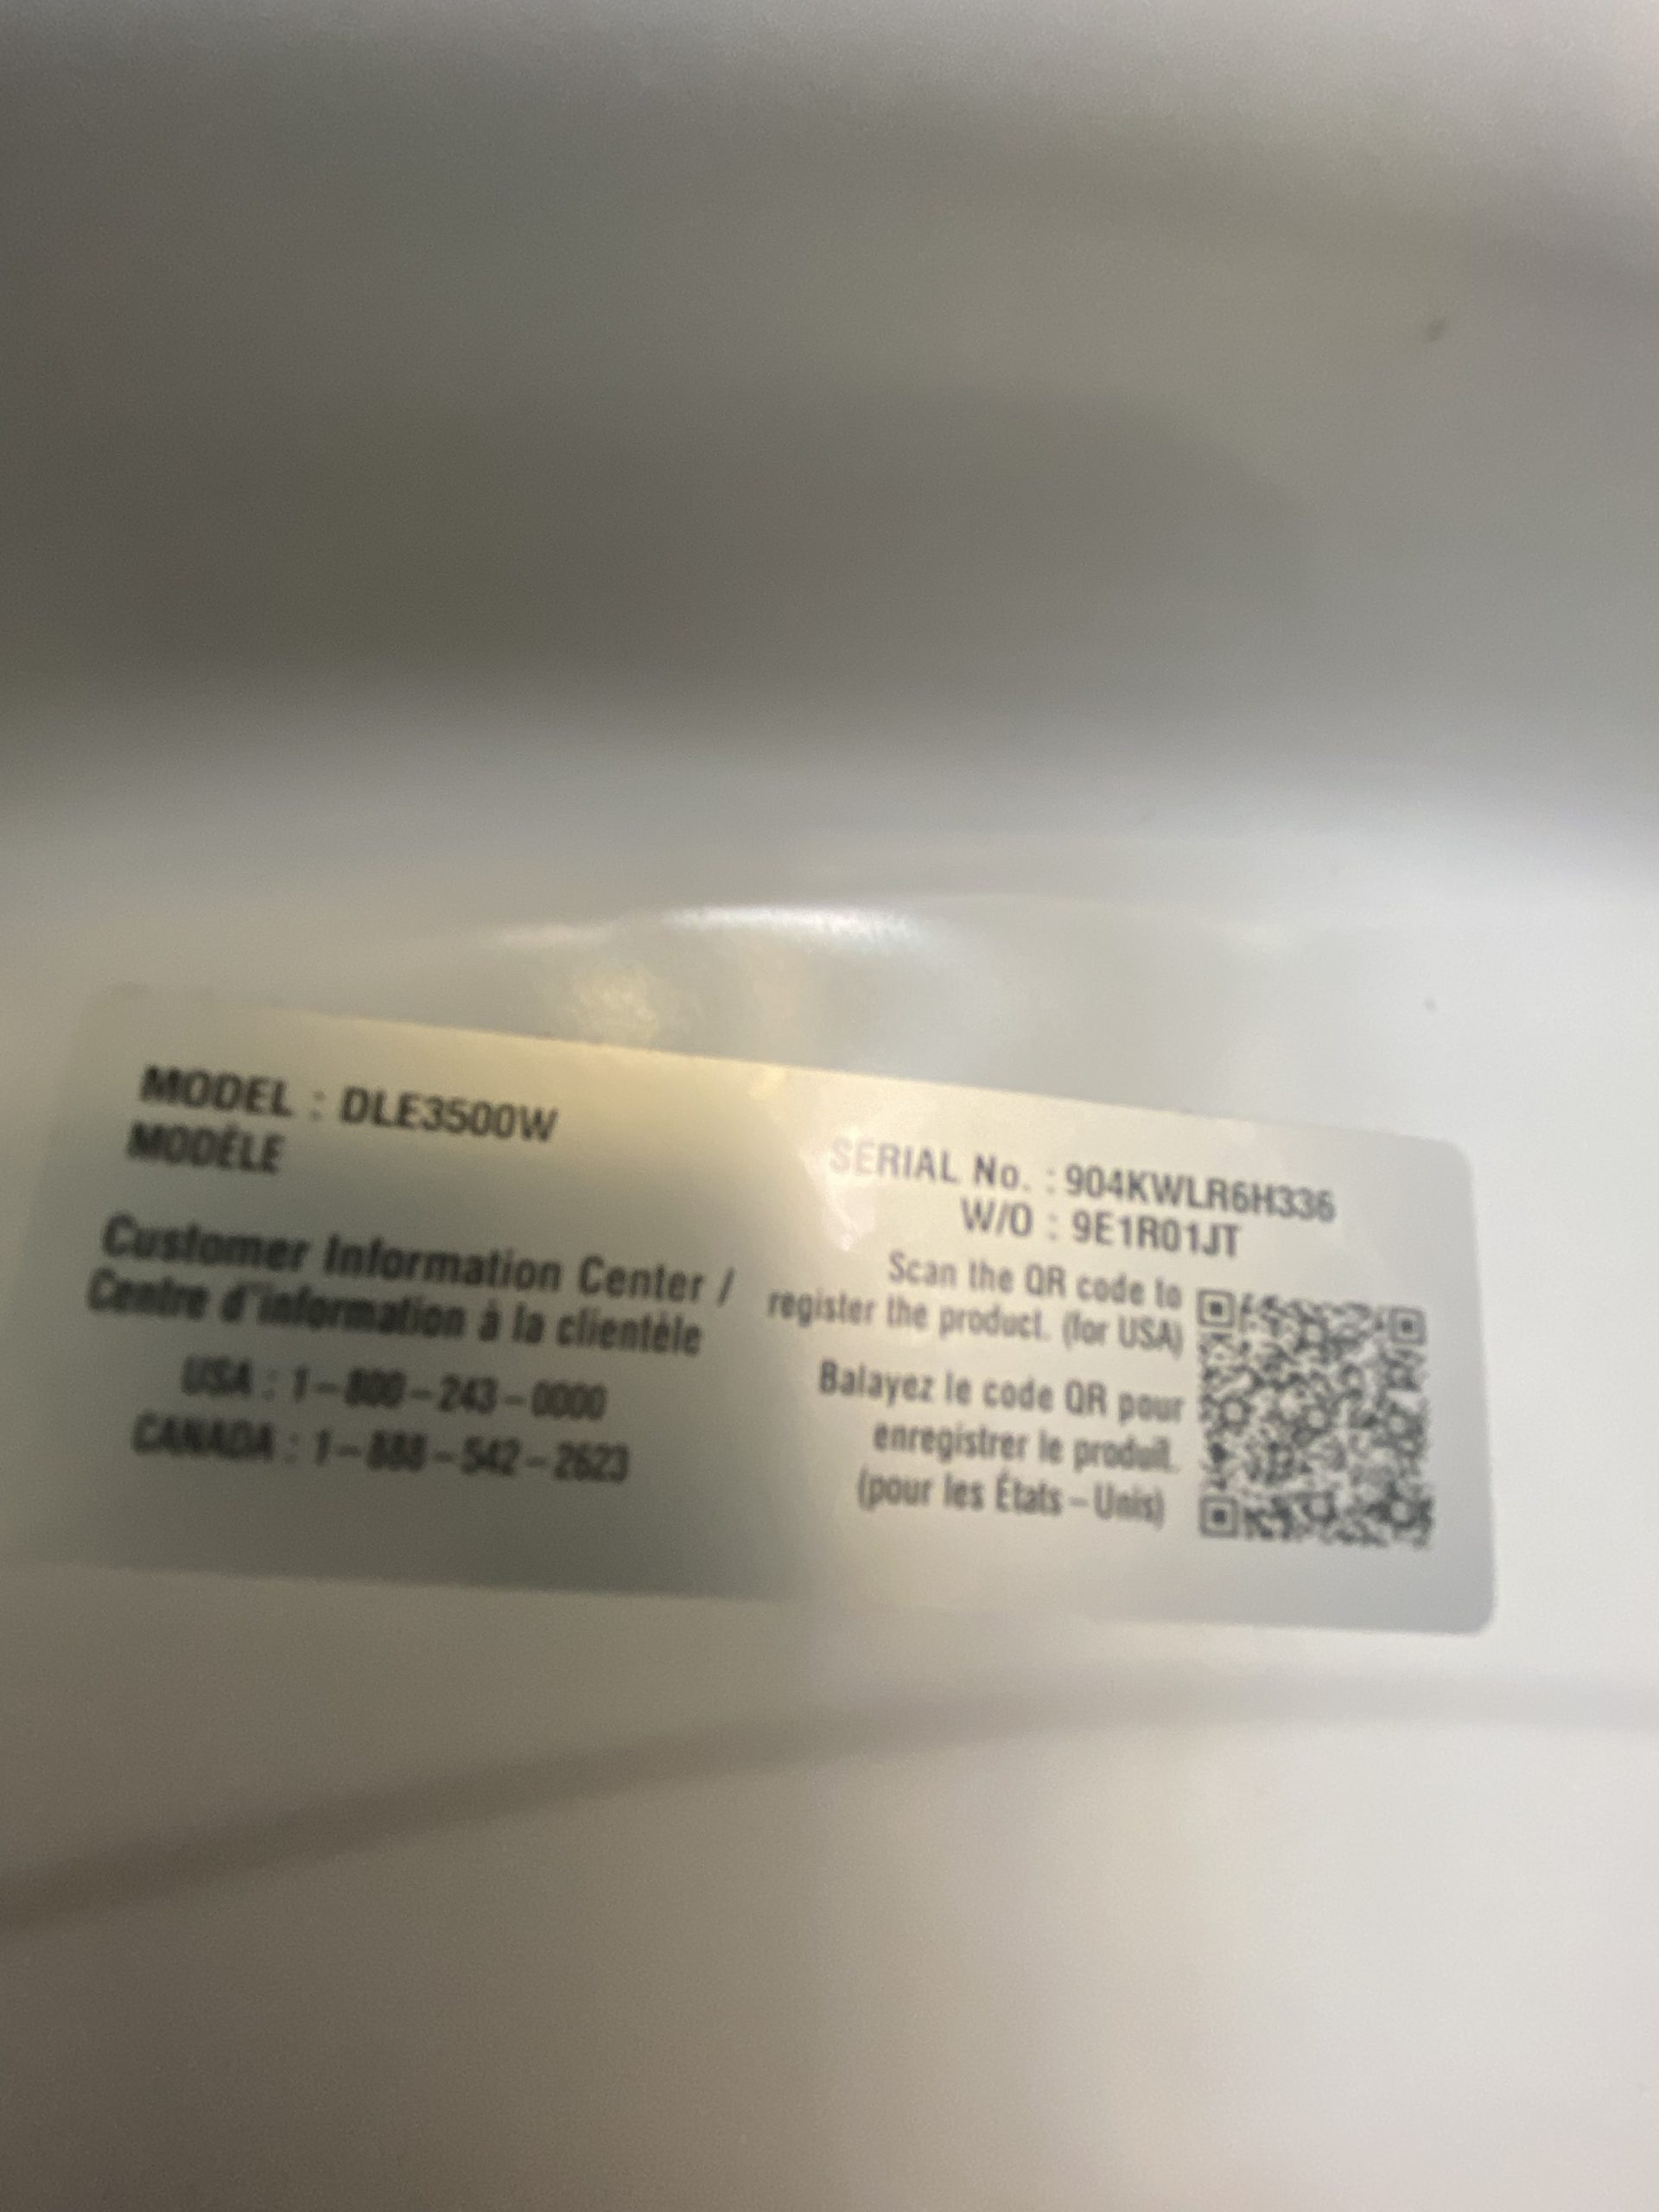 MODEL : DLE3500W
MODÈLE
Customer Information Center /
Centre d'information à la clientèle
USA : 1-800-243-0000
CANADA : 1-888-542-2623
SERIAL No. : 904KWLR6H336
W/O : 9E1R01JT
Scan the QR code to
register the product. (for USA)
Balayez le code QR pour
enregistrer le produit.
(pour les États-Unis)